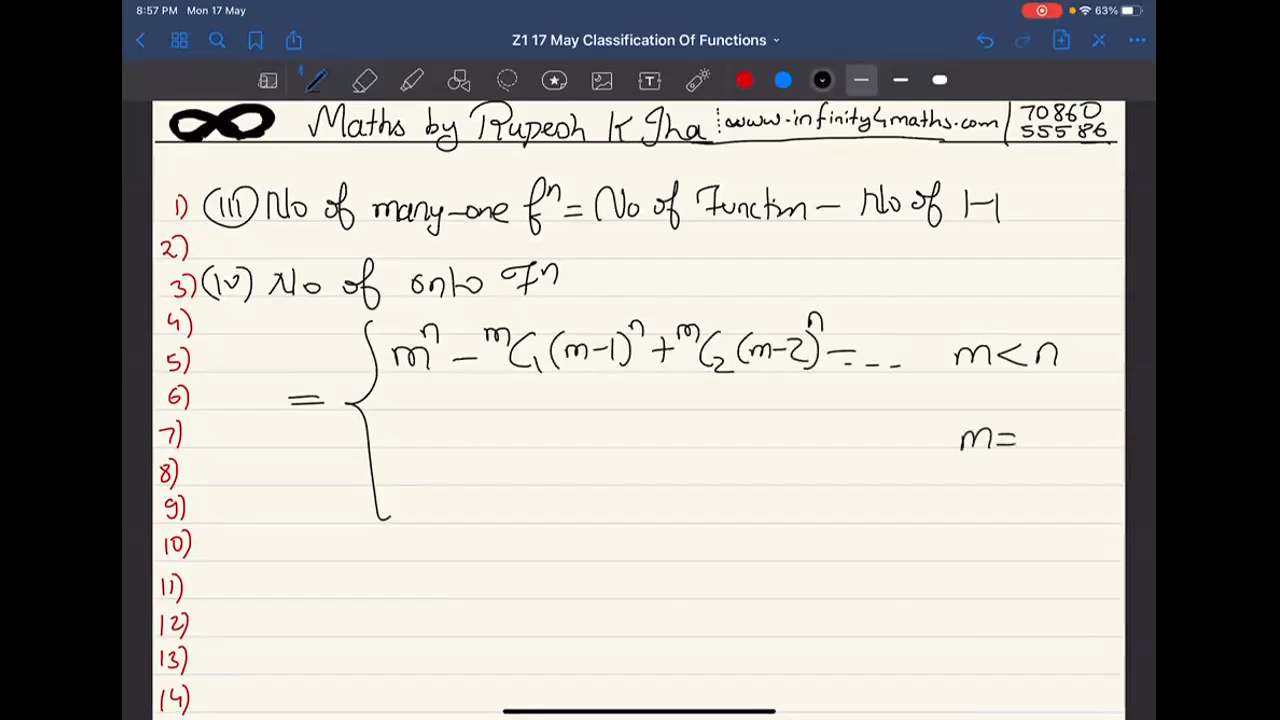 8:57 PM Mon 17 May 63%
Z1 17 May Classification Of Functions
Maths by Rupesh K Jha www.infinity4maths.com 70860 55586
1) (iii) No of many-one fⁿ = No of Function - No of 1-1
2)
3) (iv) No of onto Fⁿ
4)
5) mⁿ - ᵐC₁(m-1)ⁿ + ᵐC₂(m-2)ⁿ - ... m < n
6) =
7) m =
8)
9)
10)
11)
12)
13)
14)